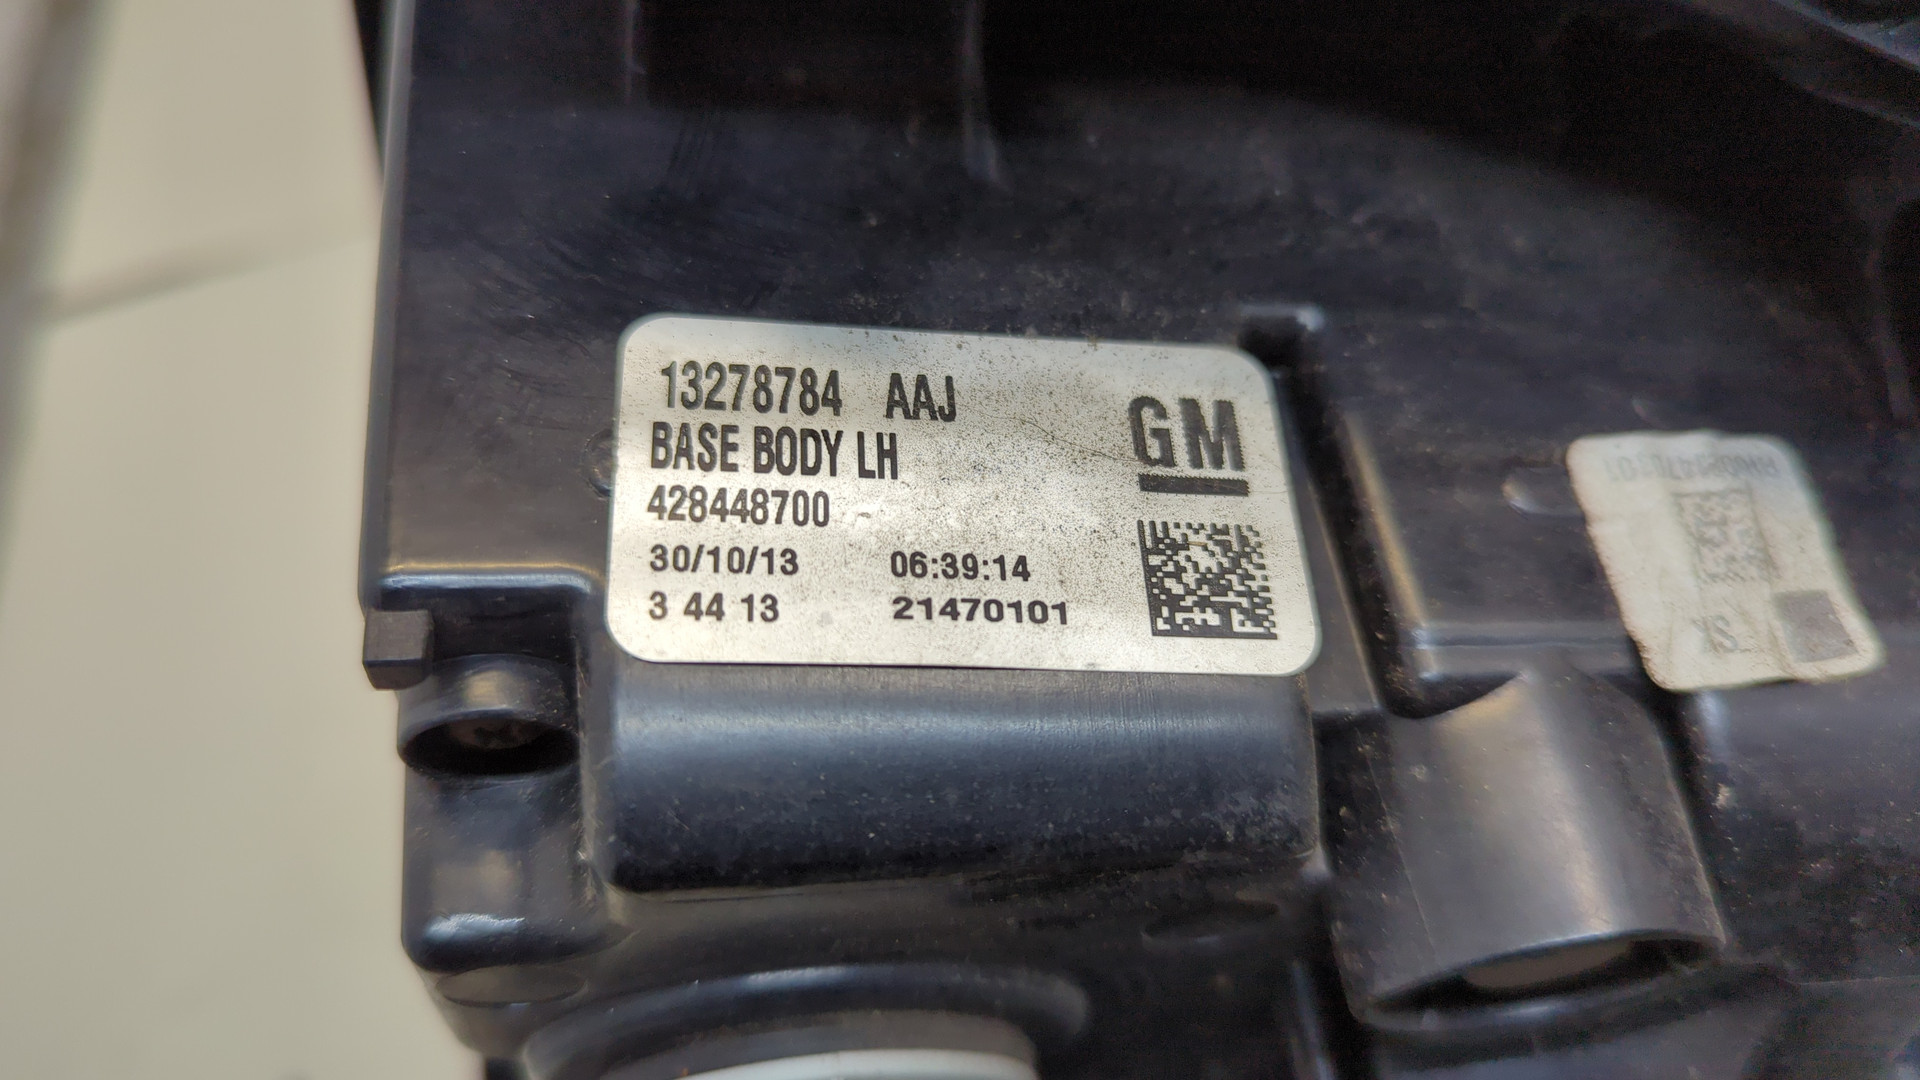 13278784 AAJ
GM
BASE BODY LH
428448700
30/10/13 06:39:14
3 44 13 21470101